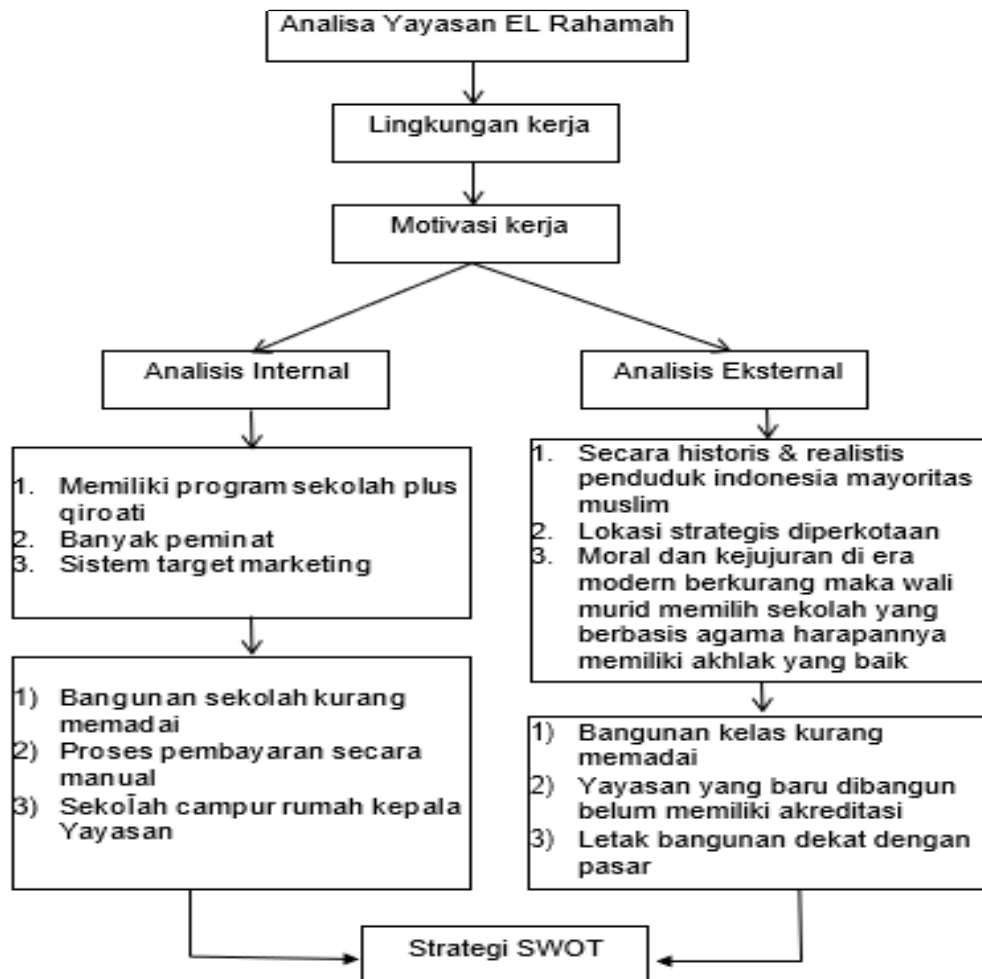 Analisa Yayasan EL Rahamah
Lingkungan kerja
Motivasi kerja
Analisis Internal
1. Memiliki program sekolah plus
qiroati
2. Banyak peminat
3. Sistem target marketing
1) Bangunan sekolah kurang
memadai
2) Proses pembayaran secara
manual
3) Sekolah campur rumah kepala
Yayasan
Analisis Eksternal
1. Secara historis & realistis
penduduk indonesia mayoritas
muslim
2. Lokasi strategis diperkotaan
3. Moral dan kejujuran di era
modern berkurang maka wali
murid memilih sekolah yang
berbasis agama harapannya
memiliki akhlak yang baik
1) Bangunan kelas kurang
memadai
2) Yayasan yang baru dibangun
belum memiliki akreditasi
3) Letak bangunan dekat dengan
pasar
Strategi SWOT